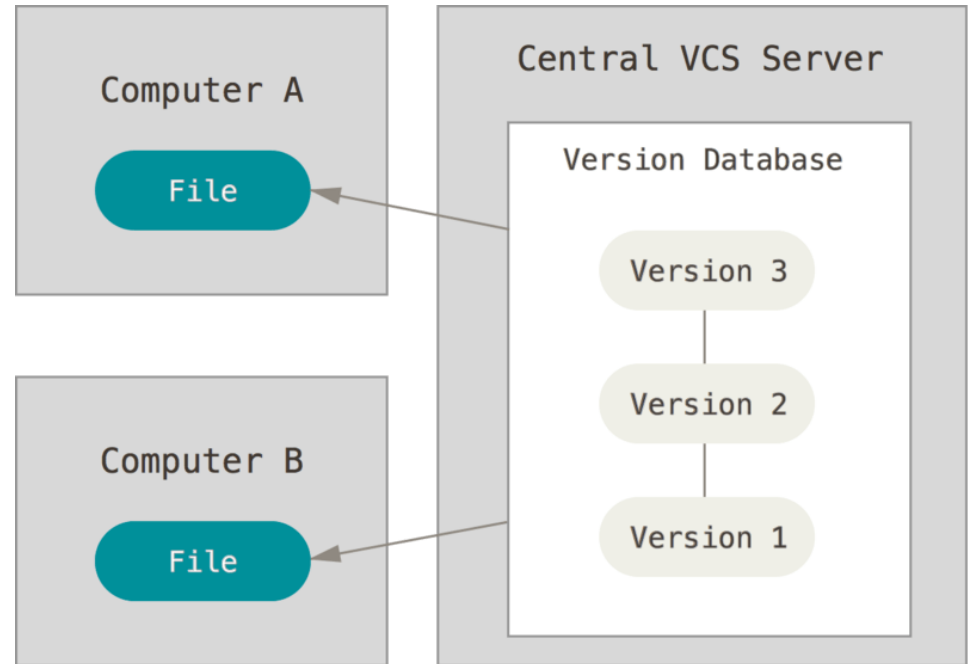 Computer A
File
Computer B
File
Central VCS Server
Version Database
Version 3
Version 2
Version 1